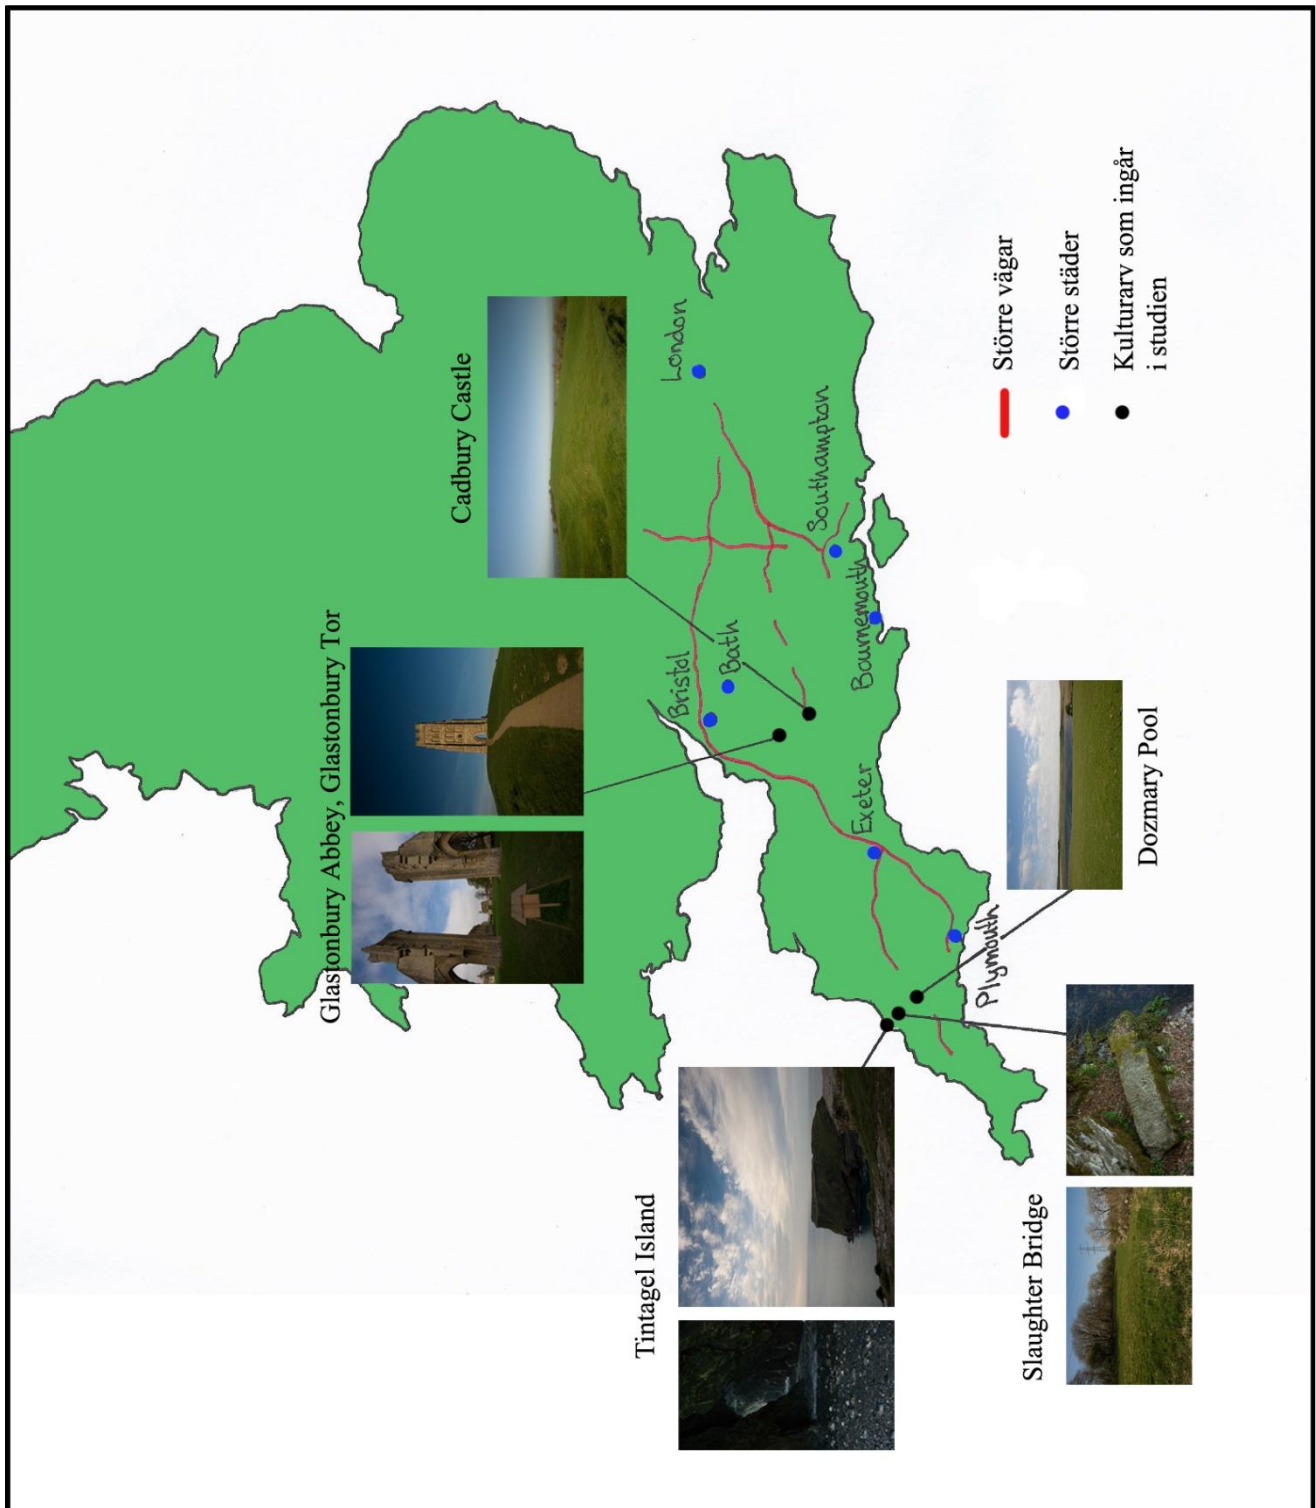 Glastonbury Abbey, Glastonbury Tor
Cadbury Castle
Tintagel Island
Slaughter Bridge
Dozmary Pool
London
Bristol
Bath
Southampton
Bournemouth
Exeter
Plymouth
Större vägar
Större städer
Kulturarv som ingår
i studien